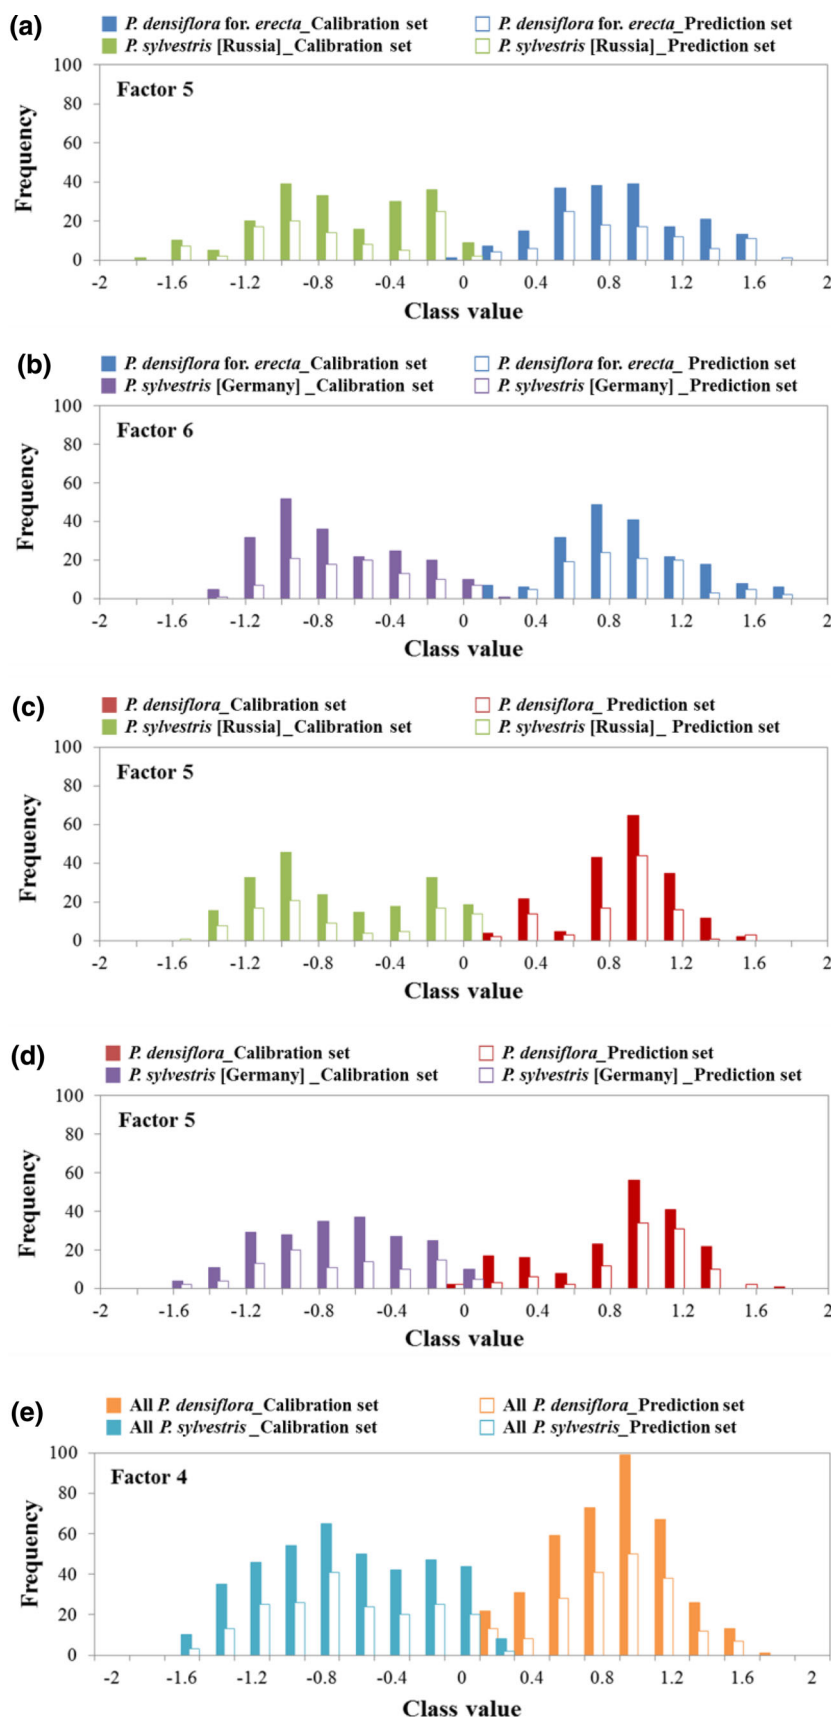 (a)
P. densiflora for. erecta_Calibration set
P. densiflora for. erecta_Prediction set
P. sylvestris [Russia]_Calibration set
P. sylvestris [Russia]_Prediction set
Factor 5
Frequency
100
80
60
40
20
0
-2 -1.6 -1.2 -0.8 -0.4 0 0.4 0.8 1.2 1.6 2
Class value
(b)
P. densiflora for. erecta_Calibration set
P. densiflora for. erecta_ Prediction set
P. sylvestris [Germany] _Calibration set
P. sylvestris [Germany] _Prediction set
Factor 6
Frequency
100
80
60
40
20
0
-2 -1.6 -1.2 -0.8 -0.4 0 0.4 0.8 1.2 1.6 2
Class value
(c)
P. densiflora_Calibration set
P. densiflora_ Prediction set
P. sylvestris [Russia]_Calibration set
P. sylvestris [Russia]_ Prediction set
Factor 5
Frequency
100
80
60
40
20
0
-2 -1.6 -1.2 -0.8 -0.4 0 0.4 0.8 1.2 1.6 2
Class value
(d)
P. densiflora_Calibration set
P. densiflora_Prediction set
P. sylvestris [Germany] _Calibration set
P. sylvestris [Germany] _Prediction set
Factor 5
Frequency
100
80
60
40
20
0
-2 -1.6 -1.2 -0.8 -0.4 0 0.4 0.8 1.2 1.6 2
Class value
(e)
All P. densiflora_Calibration set
All P. densiflora_Prediction set
All P. sylvestris _Calibration set
All P. sylvestris_Prediction set
Factor 4
Frequency
100
80
60
40
20
0
-2 -1.6 -1.2 -0.8 -0.4 0 0.4 0.8 1.2 1.6 2
Class value